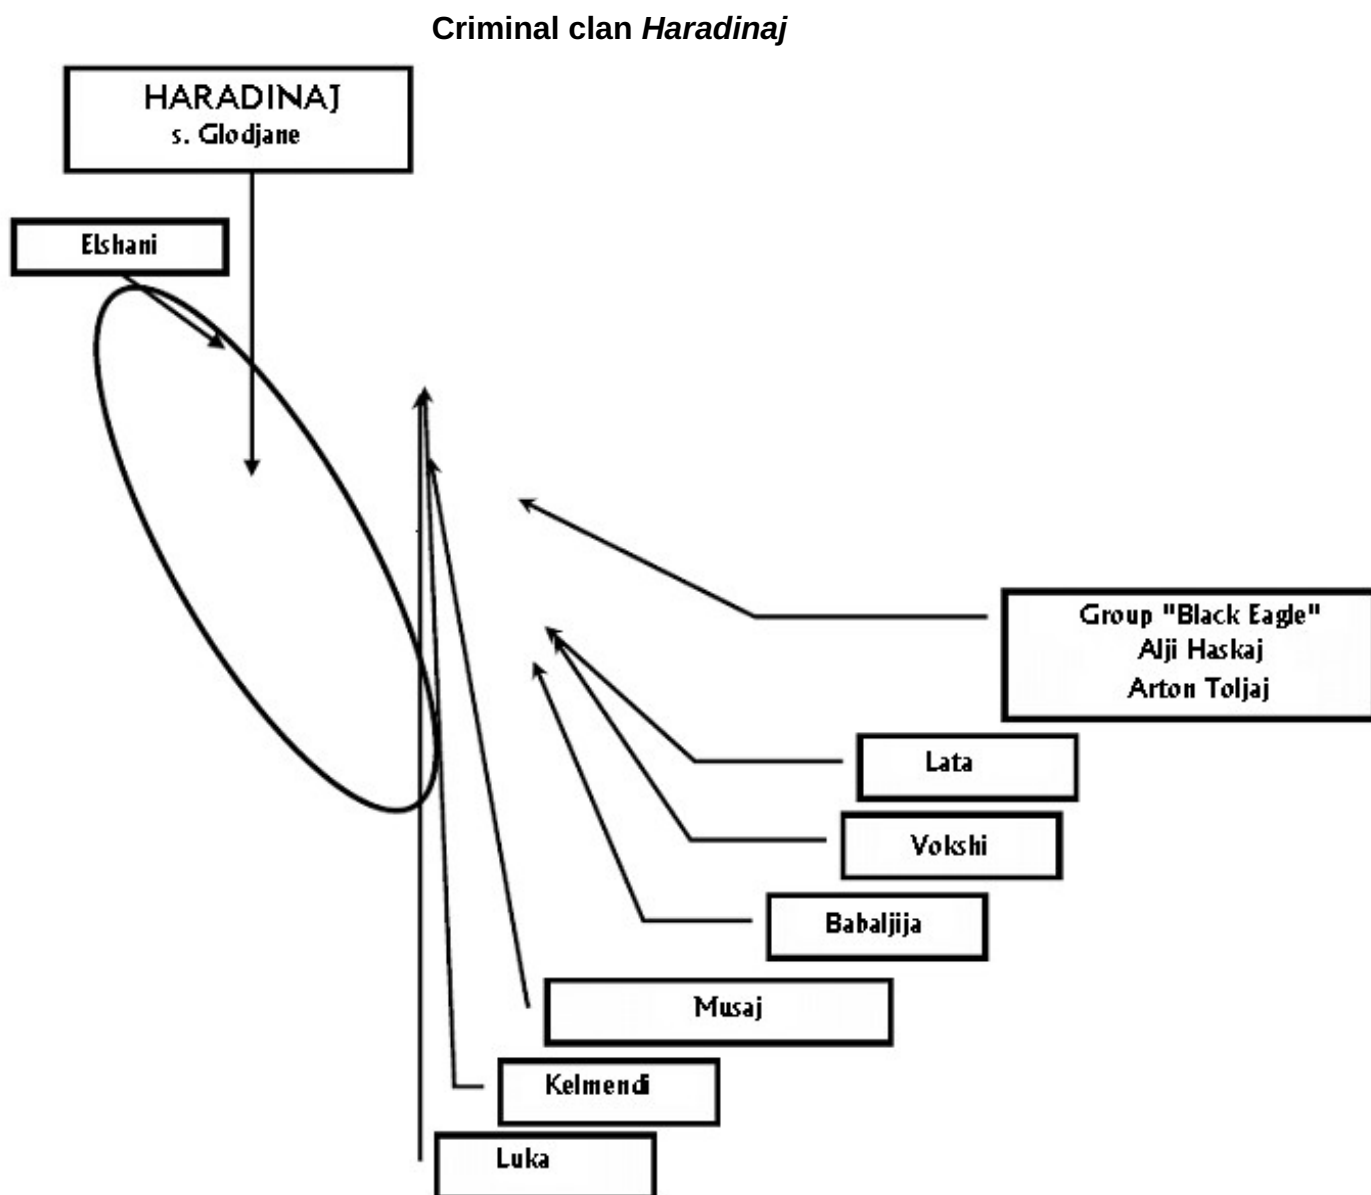 Criminal clan Haradinaj
HARADINAJ
s. Glodjane
Elshani
Group "Black Eagle"
Alji Haskaj
Arton Toljaj
Lata
Vokshi
Babaljija
Musaj
Kelmendi
Luka